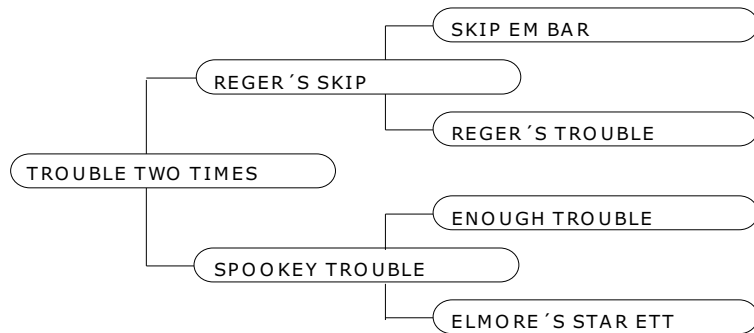 SKIP EM BAR
REGER´S SKIP
REGER´S TROUBLE
TROUBLE TWO TIMES
ENOUGH TROUBLE
SPOOKEY TROUBLE
ELMORE´S STAR ETT